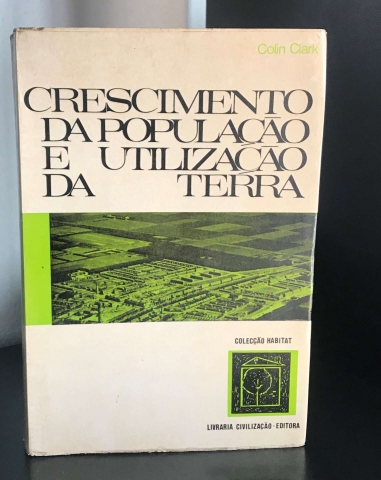 Colin Clark
CRESCIMENTO
DA POPULAÇÃO
E UTILIZAÇÃO
DA TERRA
COLECÇÃO HABITAT
LIVRARIA CIVILIZAÇÃO-EDITORA